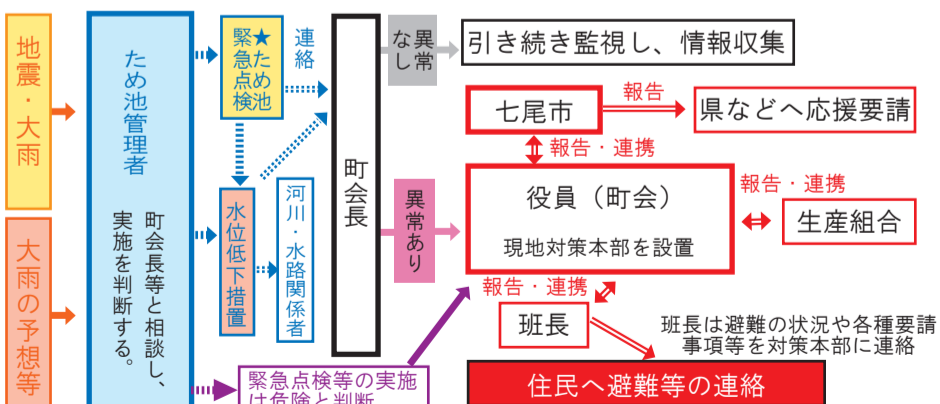 地震・大雨
大雨の予想等
ため池管理者
町会長等と相談し、
実施を判断する。
★ため池
緊急点検
連絡
水位低下措置
河川・水路関係者
緊急点検等の実施
は危険と判断
町会長
異常
なし
引き続き監視し、情報収集
異常あり
七尾市
報告
県などへ応援要請
報告・連携
役員（町会）
現地対策本部を設置
報告・連携
生産組合
報告・連携
班長
班長は避難の状況や各種要請
事項等を対策本部に連絡
住民へ避難等の連絡